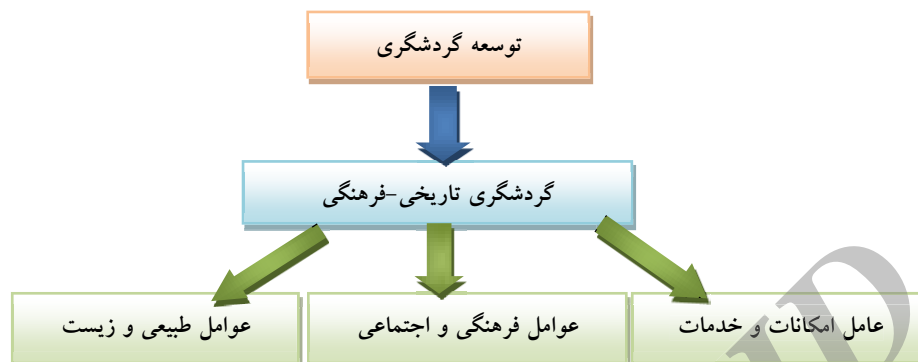 توسعه گردشگری
گردشگری تاریخی-فرهنگی
عامل امکانات و خدمات
عوامل فرهنگی و اجتماعی
عوامل طبیعی و زیست